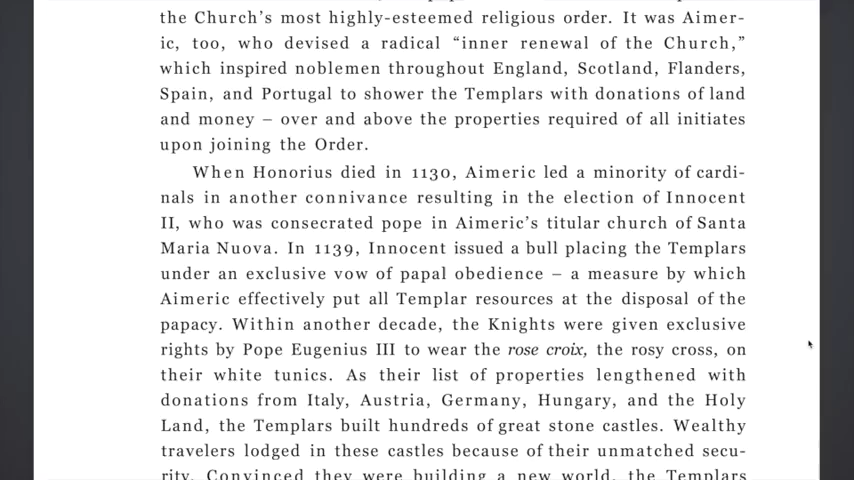 the Church’s most highly-esteemed religious order. It was Aimer-
ic, too, who devised a radical “inner renewal of the Church,”
which inspired noblemen throughout England, Scotland, Flanders,
Spain, and Portugal to shower the Templars with donations of land
and money – over and above the properties required of all initiates
upon joining the Order.
When Honorius died in 1130, Aimeric led a minority of cardi-
nals in another connivance resulting in the election of Innocent
II, who was consecrated pope in Aimeric’s titular church of Santa
Maria Nuova. In 1139, Innocent issued a bull placing the Templars
under an exclusive vow of papal obedience – a measure by which
Aimeric effectively put all Templar resources at the disposal of the
papacy. Within another decade, the Knights were given exclusive
rights by Pope Eugenius III to wear the rose croix, the rosy cross, on
their white tunics. As their list of properties lengthened with
donations from Italy, Austria, Germany, Hungary, and the Holy
Land, the Templars built hundreds of great stone castles. Wealthy
travelers lodged in these castles because of their unmatched secu-
rity. Convinced they were building a new world, the Templars